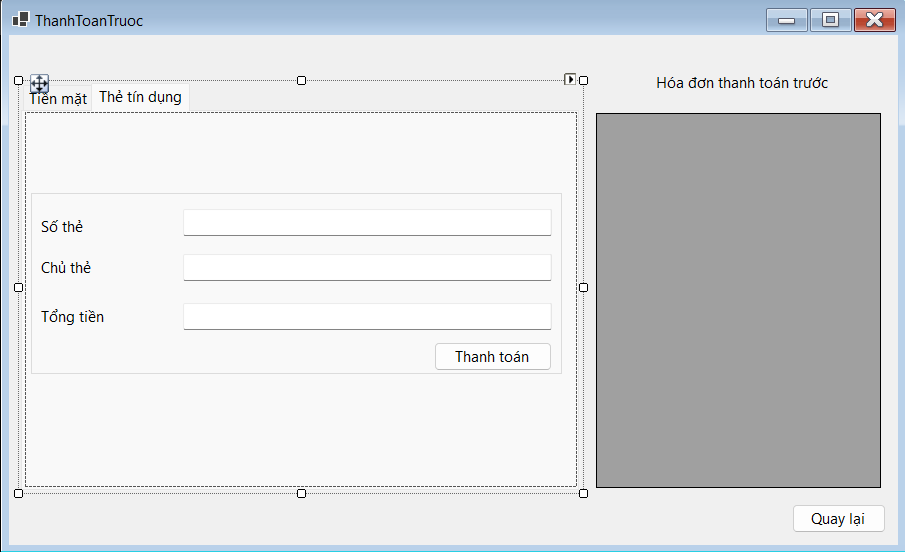 ThanhToanTruoc
Tiền mặt
Thẻ tín dụng
Hóa đơn thanh toán trước
Số thẻ
Chủ thẻ
Tổng tiền
Thanh toán
Quay lại